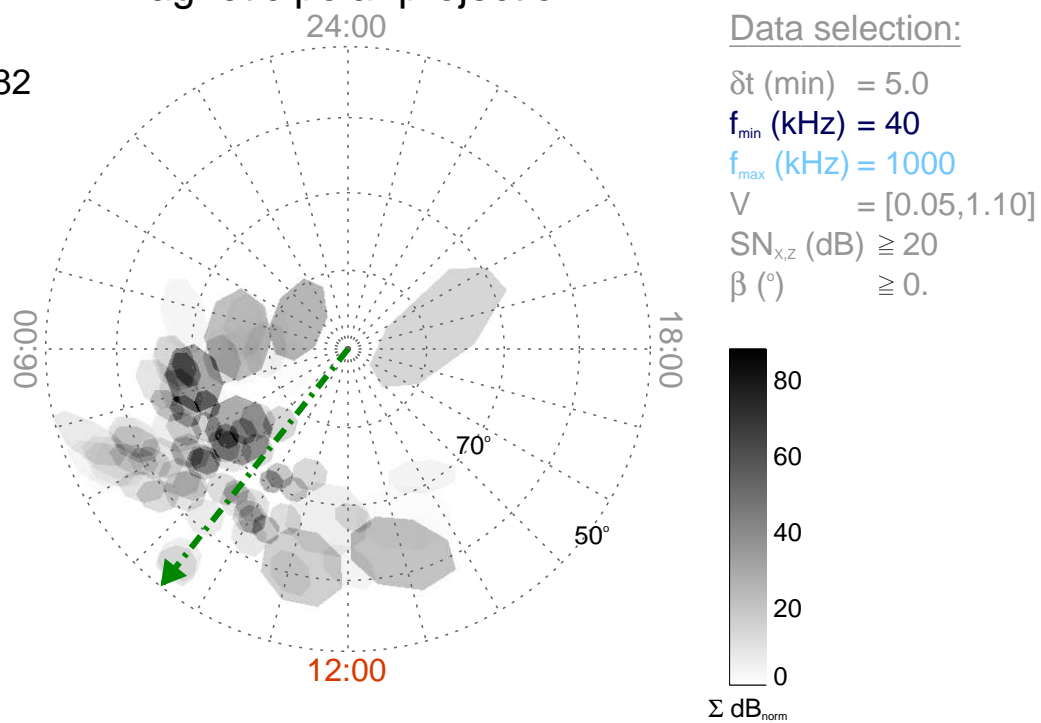 24:00
82
06:00
18:00
70°
50°
12:00
Data selection:
δt (min) = 5.0
fmin (kHz) = 40
fmax (kHz) = 1000
V = [0.05,1.10]
SNX,Z (dB) ≧ 20
β (°) ≧ 0.
80
60
40
20
0
Σ dBnorm